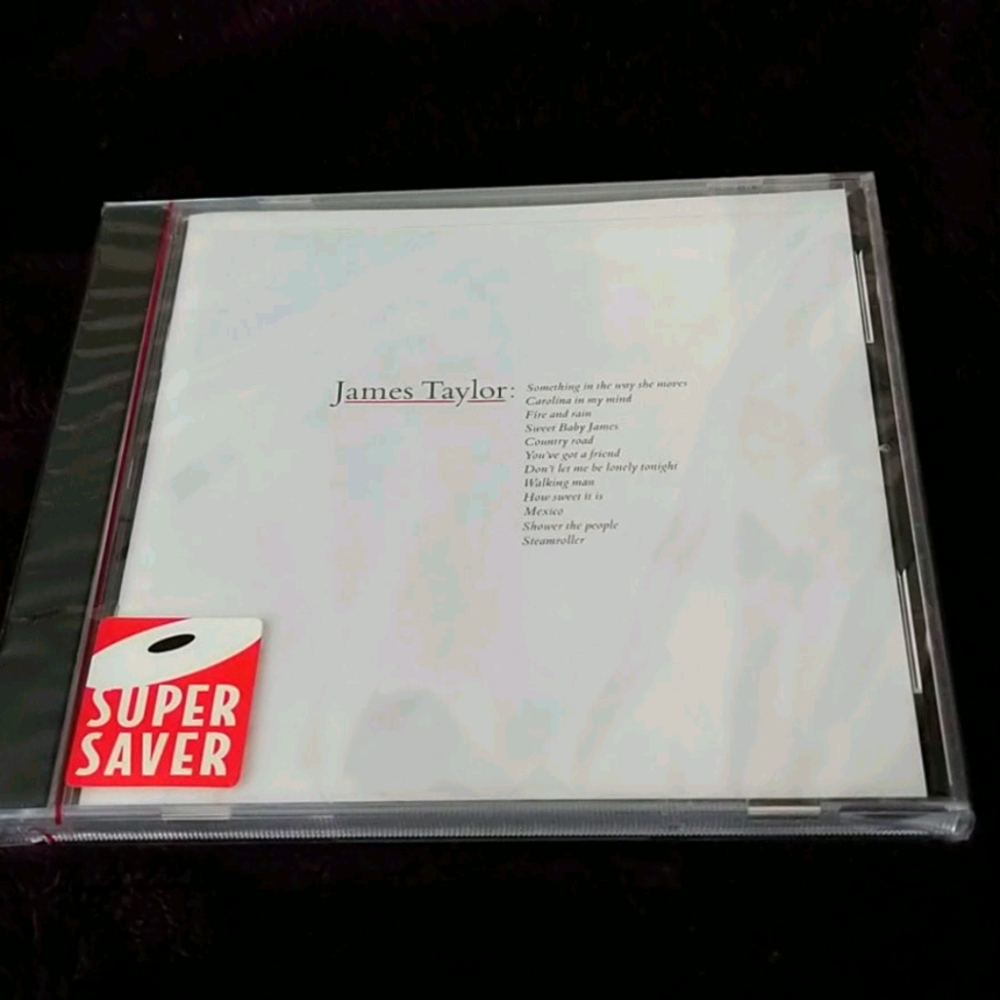 James Taylor:
Something in the way she moves
Carolina in my mind
Fire and rain
Sweet Baby James
Country road
You've got a friend
Don't let me be lonely tonight
Walking man
How sweet it is
Mexico
Shower the people
Steamroller
SUPER
SAVER